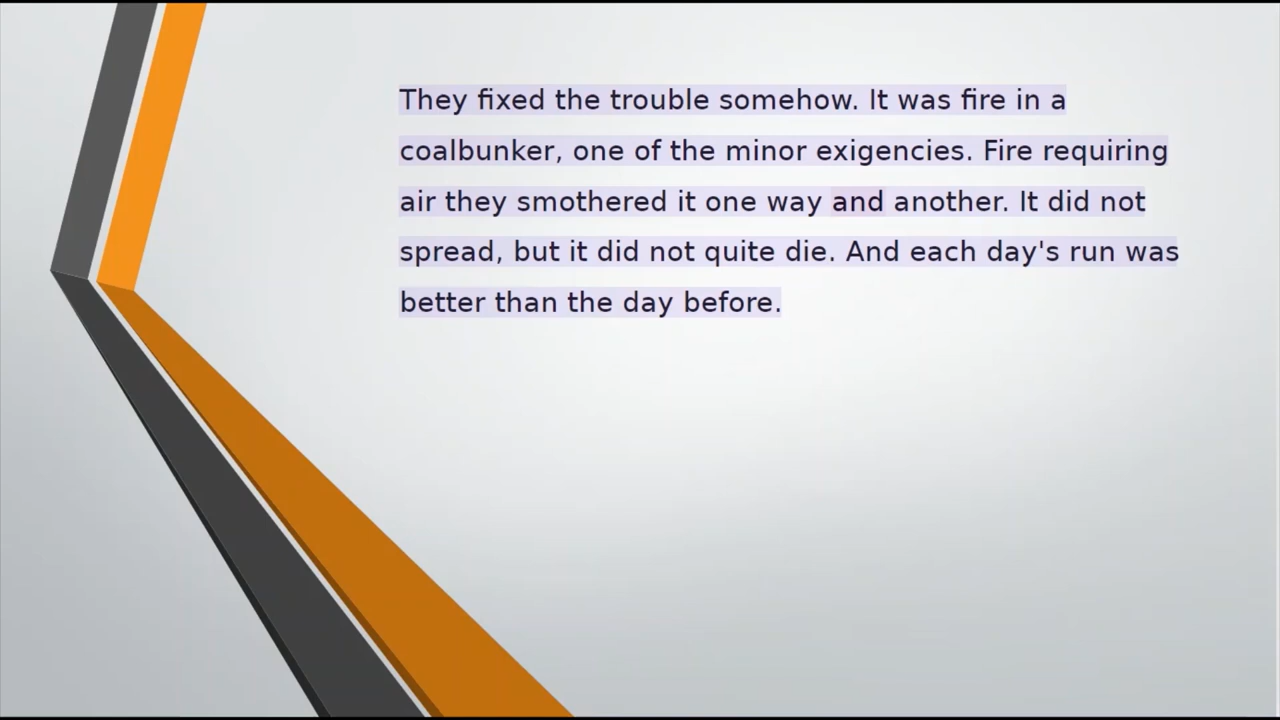 They fixed the trouble somehow. It was fire in a
coalbunker, one of the minor exigencies. Fire requiring
air they smothered it one way and another. It did not
spread, but it did not quite die. And each day's run was
better than the day before.